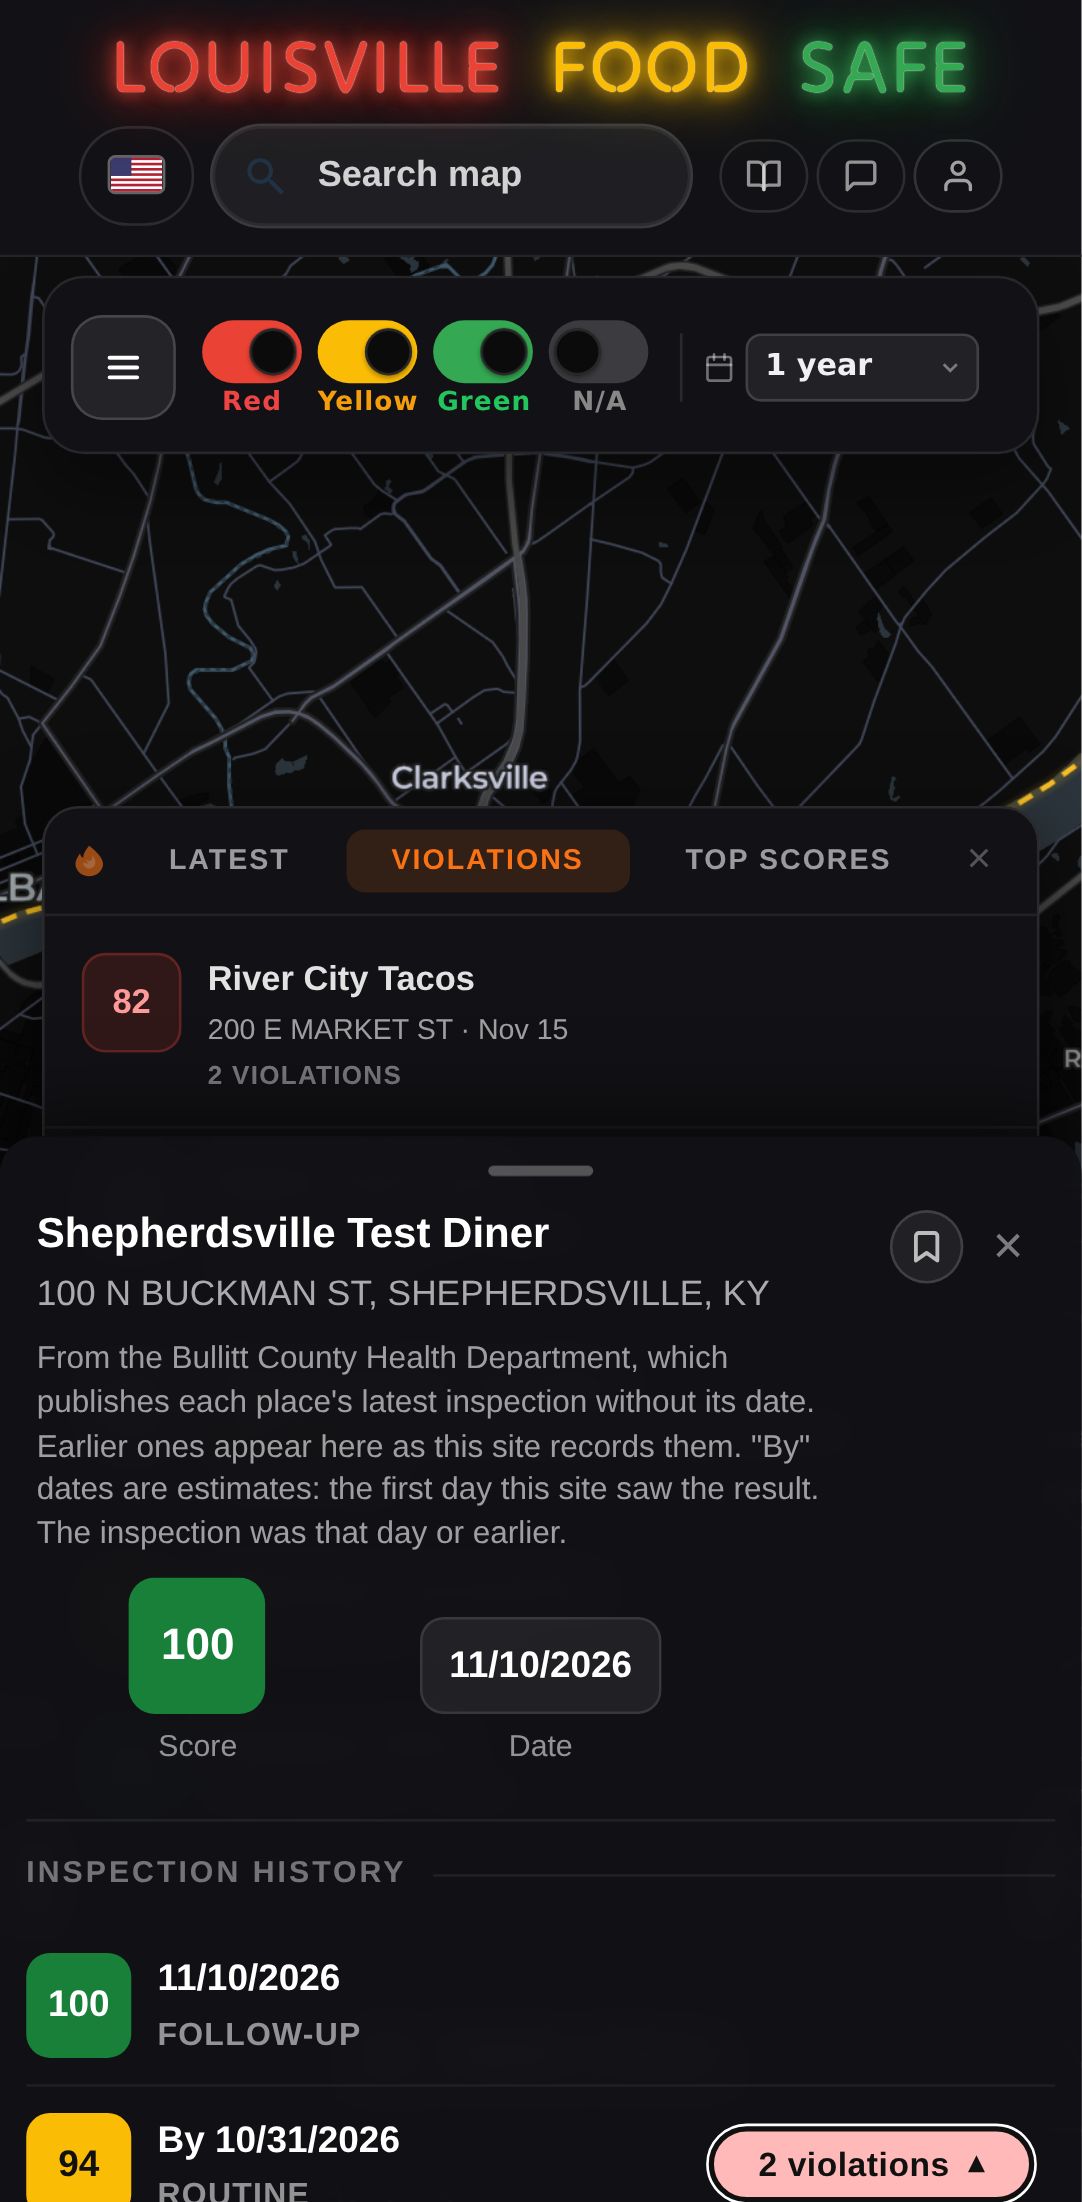 LOUISVILLE FOOD SAFE
Search map
Red
Yellow
Green
N/A
1 year
Clarksville
LATEST
VIOLATIONS
TOP SCORES
82
River City Tacos
200 E MARKET ST · Nov 15
2 VIOLATIONS
Shepherdsville Test Diner
100 N BUCKMAN ST, SHEPHERDSVILLE, KY
From the Bullitt County Health Department, which
publishes each place's latest inspection without its date.
Earlier ones appear here as this site records them. "By"
dates are estimates: the first day this site saw the result.
The inspection was that day or earlier.
100
Score
11/10/2026
Date
INSPECTION HISTORY
100
11/10/2026
FOLLOW-UP
94
By 10/31/2026
ROUTINE
2 violations ▲